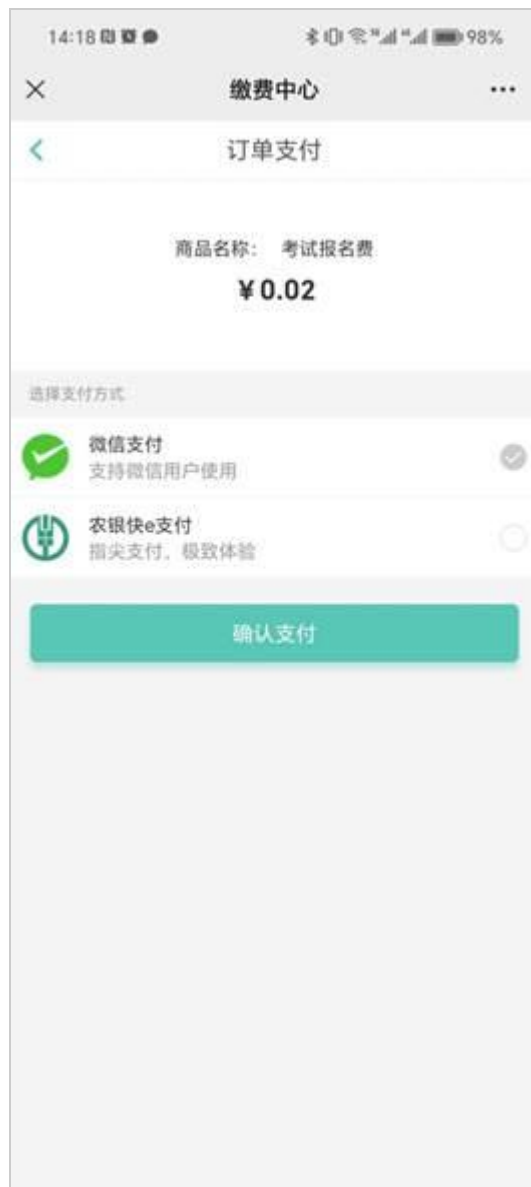 14:18 98%
缴费中心
订单支付
商品名称： 考试报名费
￥0.02
选择支付方式
微信支付
支持微信用户使用
农银快e支付
指尖支付，极致体验
确认支付